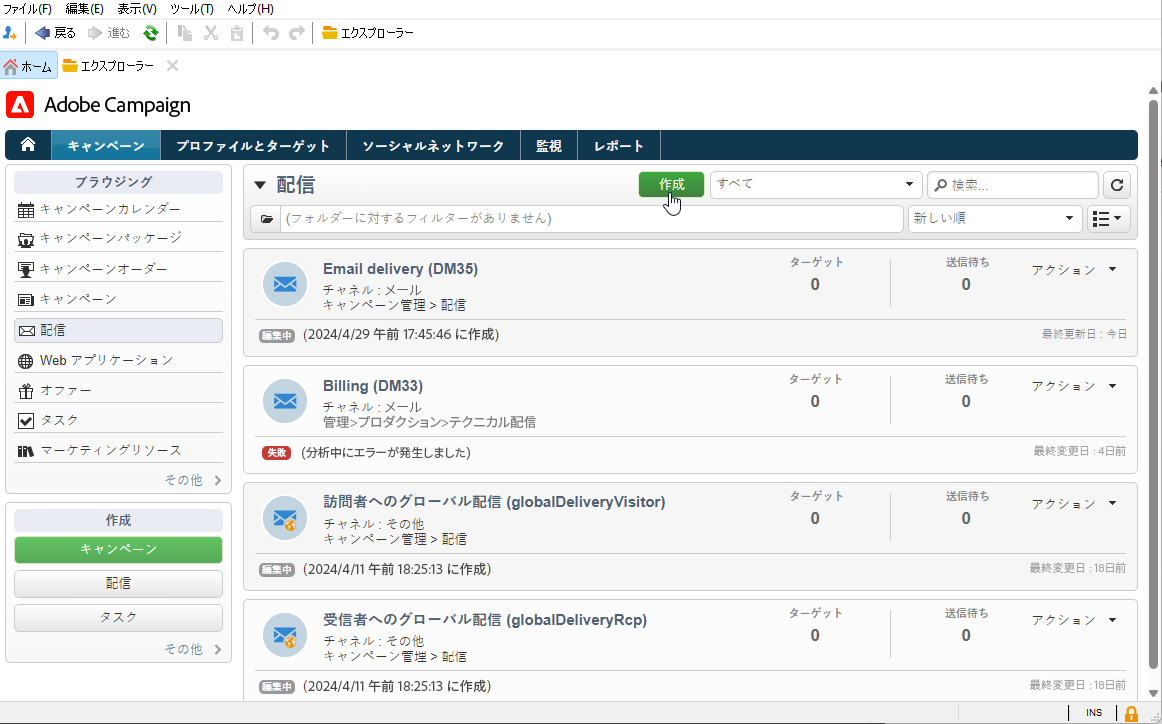 ファイル(F) 編集(E) 表示(V) ツール(T) ヘルプ(H)
戻る 進む エクスプローラー
ホーム エクスプローラー
Adobe Campaign
キャンペーン プロファイルとターゲット ソーシャルネットワーク 監視 レポート
ブラウジング
キャンペーンカレンダー
キャンペーンパッケージ
キャンペーンオーダー
キャンペーン
配信
Web アプリケーション
オファー
タスク
マーケティングリソース
その他
作成
キャンペーン
配信
タスク
その他
配信 作成 すべて 検索...
(フォルダーに対するフィルターがありません) 新しい順
Email delivery (DM35) ターゲット 送信待ち アクション
チャネル : メール 0 0
キャンペーン管理 > 配信
編集中 (2024/4/29 午前 17:45:46 に作成) 最終更新日 : 今日
Billing (DM33) ターゲット 送信待ち アクション
チャネル : メール 0 0
管理>プロダクション>テクニカル配信
失敗 (分析中にエラーが発生しました) 最終変更日 : 4日前
訪問者へのグローバル配信 (globalDeliveryVisitor) ターゲット 送信待ち アクション
チャネル : その他 0 0
キャンペーン管理 > 配信
編集中 (2024/4/11 午前 18:25:13 に作成) 最終変更日 : 18日前
受信者へのグローバル配信 (globalDeliveryRcp) ターゲット 送信待ち アクション
チャネル : その他 0 0
キャンペーン管理 > 配信
編集中 (2024/4/11 午前 18:25:13 に作成) 最終変更日 : 18日前
INS